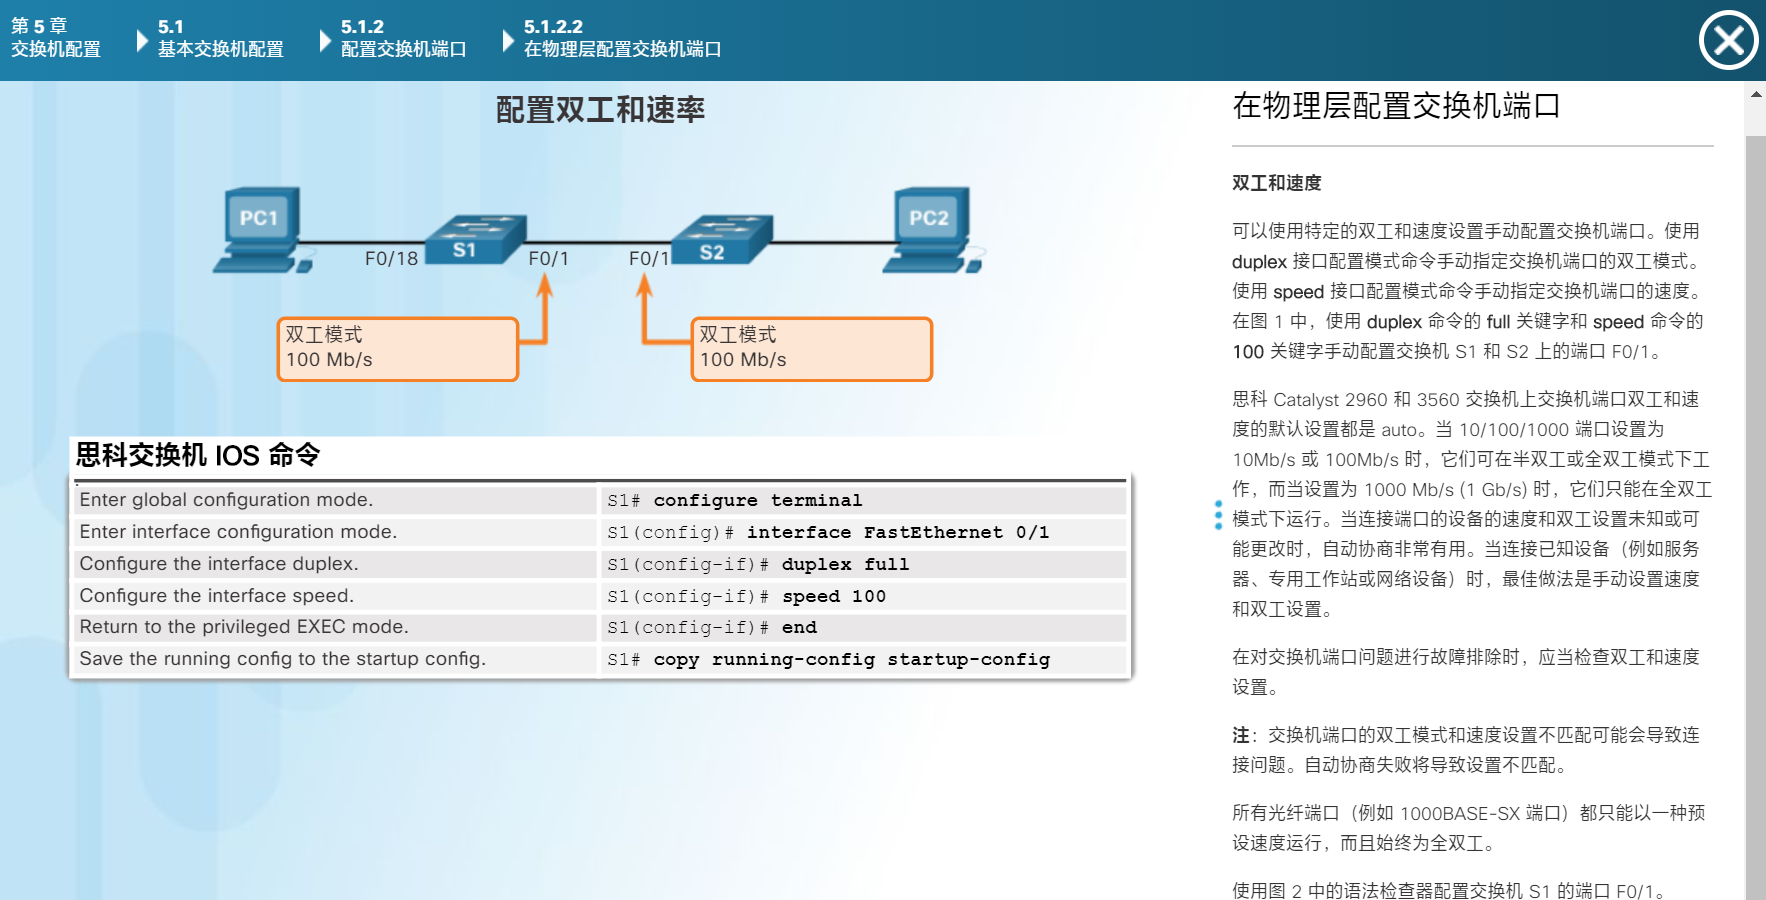 第 5 章
交换机配置
5.1
基本交换机配置
5.1.2
配置交换机端口
5.1.2.2
在物理层配置交换机端口
配置双工和速率
PC1
F0/18
S1
F0/1
F0/1
S2
PC2
双工模式
100 Mb/s
双工模式
100 Mb/s
思科交换机 IOS 命令
Enter global configuration mode.
S1# configure terminal
Enter interface configuration mode.
S1(config)# interface FastEthernet 0/1
Configure the interface duplex.
S1(config-if)# duplex full
Configure the interface speed.
S1(config-if)# speed 100
Return to the privileged EXEC mode.
S1(config-if)# end
Save the running config to the startup config.
S1# copy running-config startup-config
在物理层配置交换机端口
双工和速度
可以使用特定的双工和速度设置手动配置交换机端口。使用
duplex 接口配置模式命令手动指定交换机端口的双工模式。
使用 speed 接口配置模式命令手动指定交换机端口的速度。
在图 1 中，使用 duplex 命令的 full 关键字和 speed 命令的
100 关键字手动配置交换机 S1 和 S2 上的端口 F0/1。
思科 Catalyst 2960 和 3560 交换机上交换机端口双工和速
度的默认设置都是 auto。当 10/100/1000 端口设置为
10Mb/s 或 100Mb/s 时，它们可在半双工或全双工模式下工
作，而当设置为 1000 Mb/s (1 Gb/s) 时，它们只能在全双工
模式下运行。当连接端口的设备的速度和双工设置未知或可
能更改时，自动协商非常有用。当连接已知设备（例如服务
器、专用工作站或网络设备）时，最佳做法是手动设置速度
和双工设置。
在对交换机端口问题进行故障排除时，应当检查双工和速度
设置。
注：交换机端口的双工模式和速度设置不匹配可能会导致连
接问题。自动协商失败将导致设置不匹配。
所有光纤端口（例如 1000BASE-SX 端口）都只能以一种预
设速度运行，而且始终为全双工。
使用图 2 中的语法检查器配置交换机 S1 的端口 F0/1。